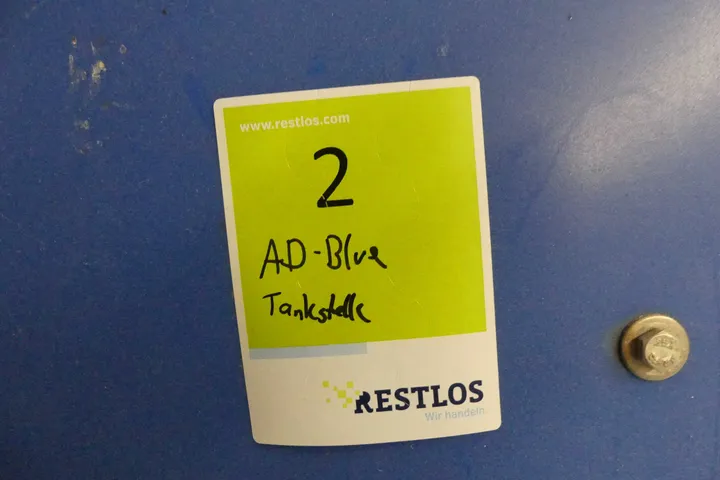 www.restlos.com
2
AD-Blue
Tankstelle
RESTLOS
Wir handeln